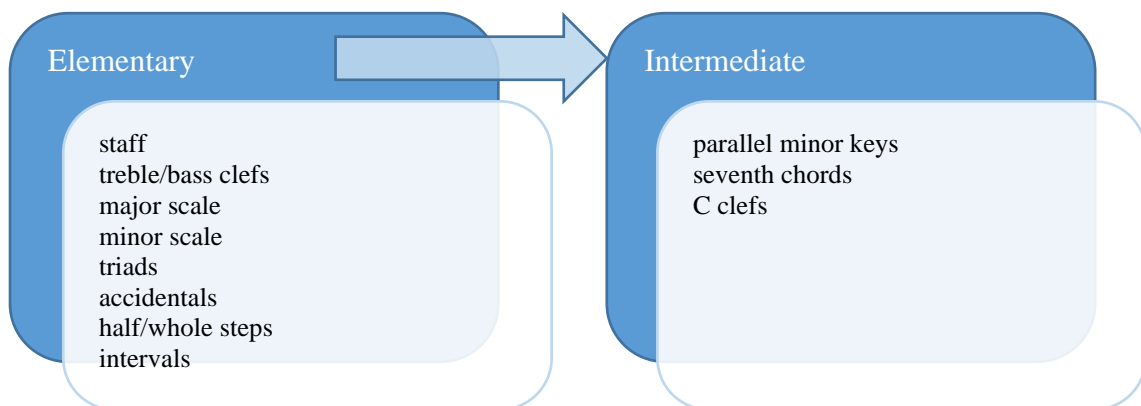 Elementary
staff
treble/bass clefs
major scale
minor scale
triads
accidentals
half/whole steps
intervals
Intermediate
parallel minor keys
seventh chords
C clefs